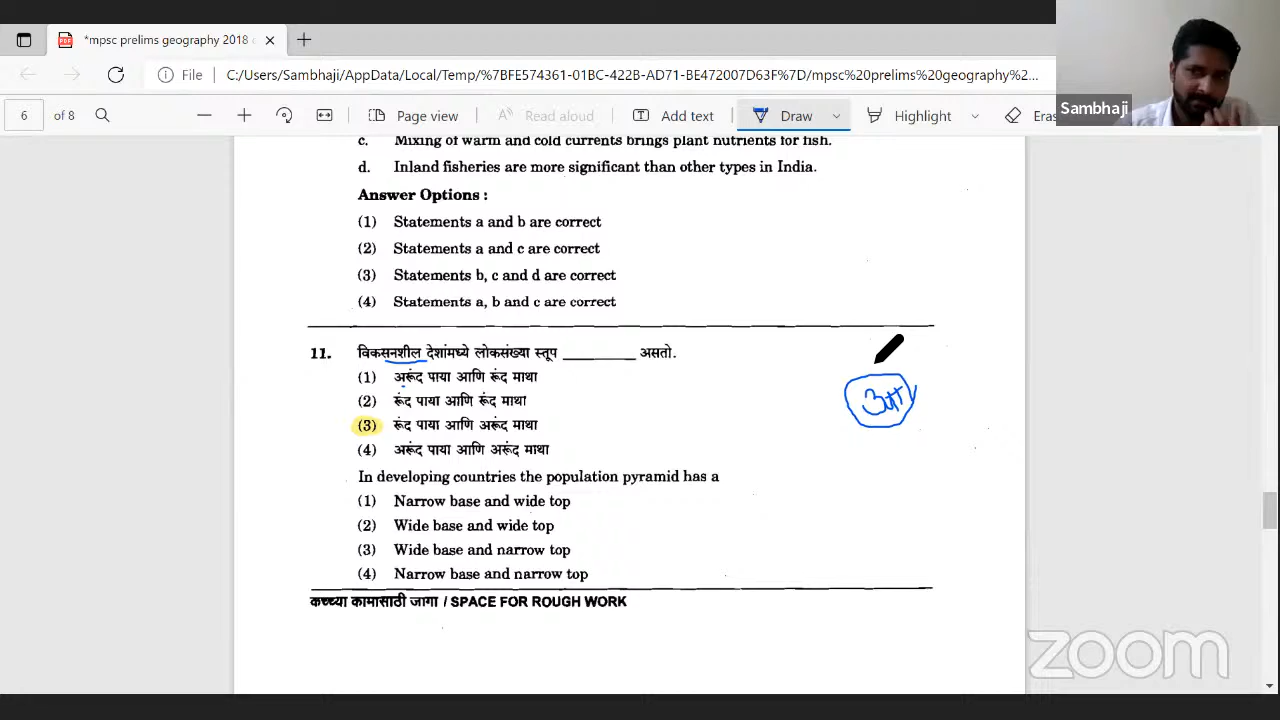 *mpsc prelims geography 2018
File
C:/Users/Sambhaji/AppData/Local/Temp/%7BFE574361-01BC-422B-AD71-BE472007D63F%7D/mpsc%20prelims%20geography%2...
6 of 8
Page view
Read aloud
Add text
Draw
Highlight
Eras
Sambhaji
c. Mixing of warm and cold currents brings plant nutrients for fish.
d. Inland fisheries are more significant than other types in India.
Answer Options :
(1) Statements a and b are correct
(2) Statements a and c are correct
(3) Statements b, c and d are correct
(4) Statements a, b and c are correct
11. विकसनशील देशांमध्ये लोकसंख्या स्तूप ________ असतो.
(1) अरूंद पाया आणि रूंद माथा
(2) रूंद पाया आणि रूंद माथा
(3) रूंद पाया आणि अरूंद माथा
(4) अरूंद पाया आणि अरूंद माथा
In developing countries the population pyramid has a
(1) Narrow base and wide top
(2) Wide base and wide top
(3) Wide base and narrow top
(4) Narrow base and narrow top
कच्च्या कामासाठी जागा / SPACE FOR ROUGH WORK
zoom